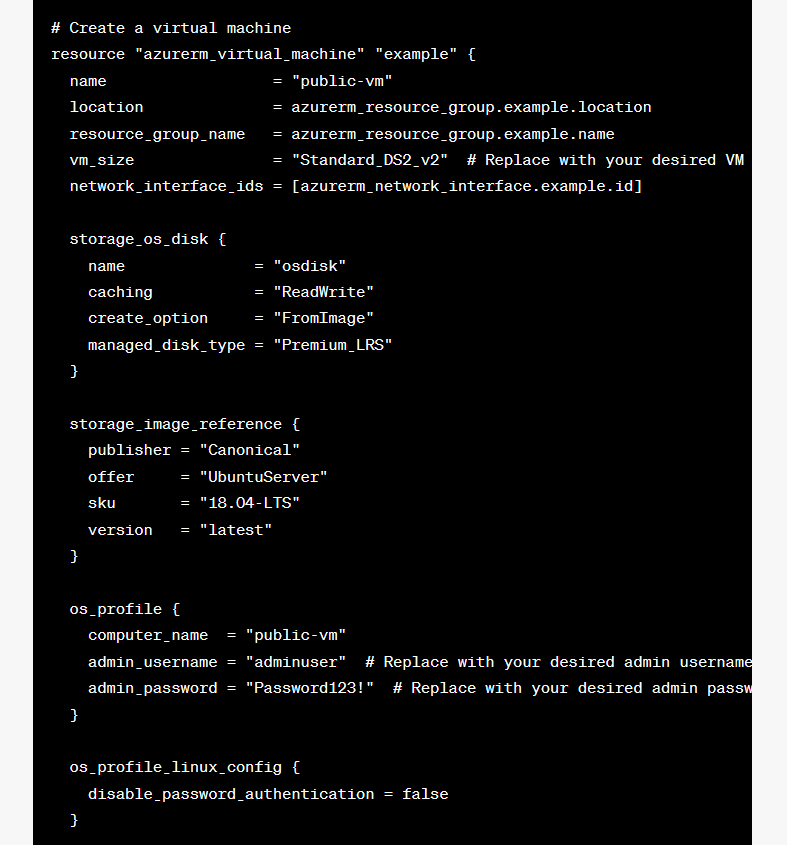 # Create a virtual machine
resource "azurerm_virtual_machine" "example" {
  name                  = "public-vm"
  location              = azurerm_resource_group.example.location
  resource_group_name   = azurerm_resource_group.example.name
  vm_size               = "Standard_DS2_v2"  # Replace with your desired VM
  network_interface_ids = [azurerm_network_interface.example.id]

  storage_os_disk {
    name              = "osdisk"
    caching           = "ReadWrite"
    create_option     = "FromImage"
    managed_disk_type = "Premium_LRS"
  }

  storage_image_reference {
    publisher = "Canonical"
    offer     = "UbuntuServer"
    sku       = "18.04-LTS"
    version   = "latest"
  }

  os_profile {
    computer_name  = "public-vm"
    admin_username = "adminuser"  # Replace with your desired admin username
    admin_password = "Password123!"  # Replace with your desired admin passw
  }

  os_profile_linux_config {
    disable_password_authentication = false
  }